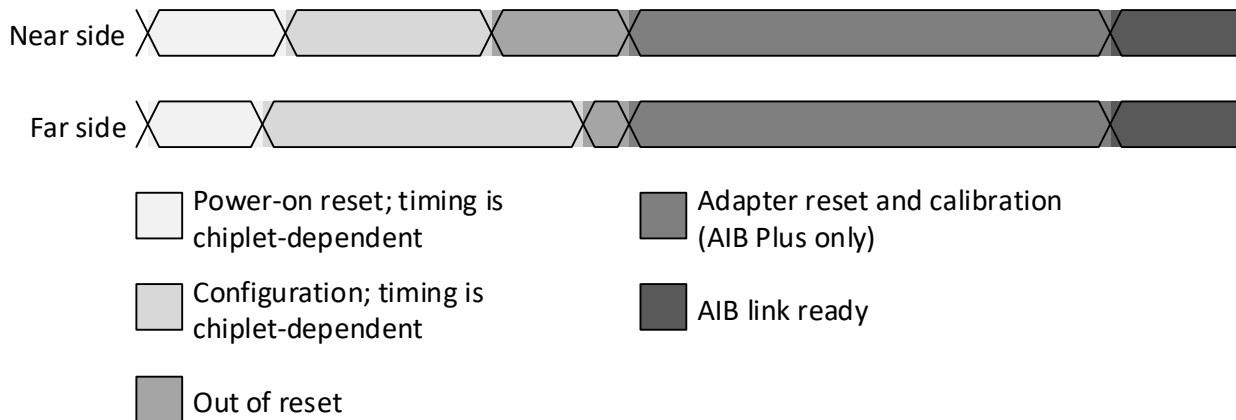 Near side
Far side
Power-on reset; timing is
chiplet-dependent
Configuration; timing is
chiplet-dependent
Out of reset
Adapter reset and calibration
(AIB Plus only)
AIB link ready